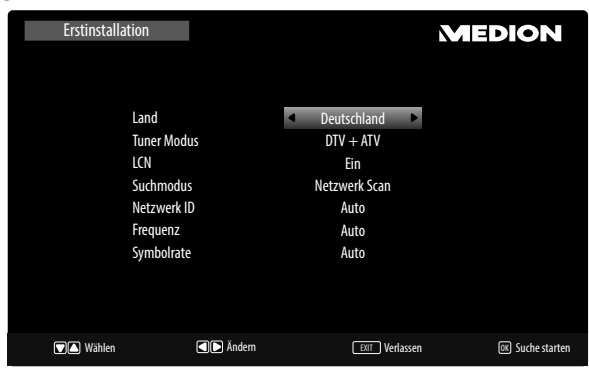 Erstinstallation MEDION
Land Deutschland
Tuner Modus DTV + ATV
LCN Ein
Suchmodus Netzwerk Scan
Netzwerk ID Auto
Frequenz Auto
Symbolrate Auto
Wählen Ändern EXIT Verlassen OK Suche starten